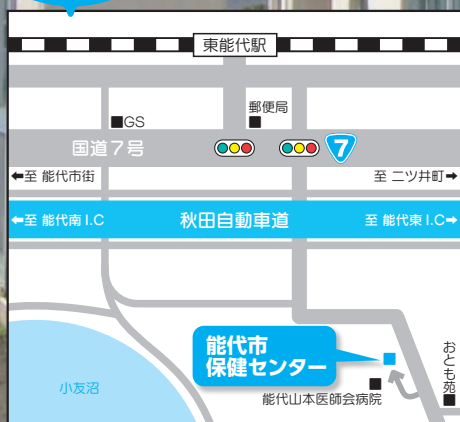 東能代駅
■GS
郵便局
国道7号
7
←至 能代市街
至 二ツ井町→
←至 能代南 I.C
秋田自動車道
至 能代東 I.C→
能代市
保健センター
小友沼
能代山本医師会病院
おとも苑